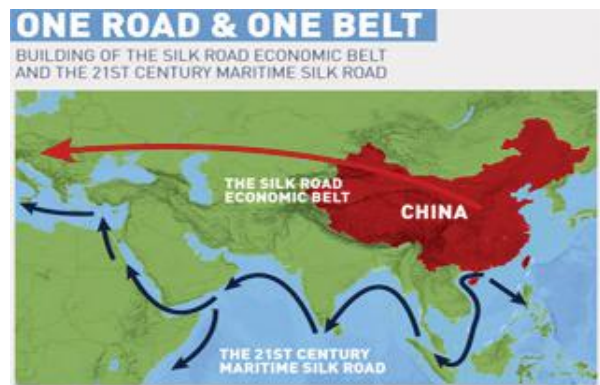 ONE ROAD & ONE BELT
BUILDING OF THE SILK ROAD ECONOMIC BELT
AND THE 21ST CENTURY MARITIME SILK ROAD
THE SILK ROAD
ECONOMIC BELT
CHINA
THE 21ST CENTURY
MARITIME SILK ROAD